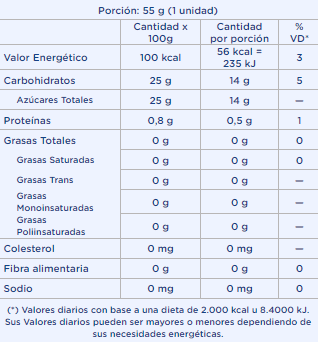 Porción: 55 g (1 unidad)
Cantidad x 100g Cantidad por porción % VD*
Valor Energético 100 kcal 56 kcal = 235 kJ 3
Carbohidratos 25 g 14 g 5
Azúcares Totales 25 g 14 g —
Proteínas 0,8 g 0,5 g 1
Grasas Totales 0 g 0 g 0
Grasas Saturadas 0 g 0 g 0
Grasas Trans 0 g 0 g —
Grasas Monoinsaturadas 0 g 0 g —
Grasas Poliinsaturadas 0 g 0 g —
Colesterol 0 mg 0 mg —
Fibra alimentaria 0 g 0 g 0
Sodio 0 mg 0 mg 0
(*) Valores diarios con base a una dieta de 2.000 kcal u 8.4000 kJ.
Sus Valores diarios pueden ser mayores o menores dependiendo de
sus necesidades energéticas.